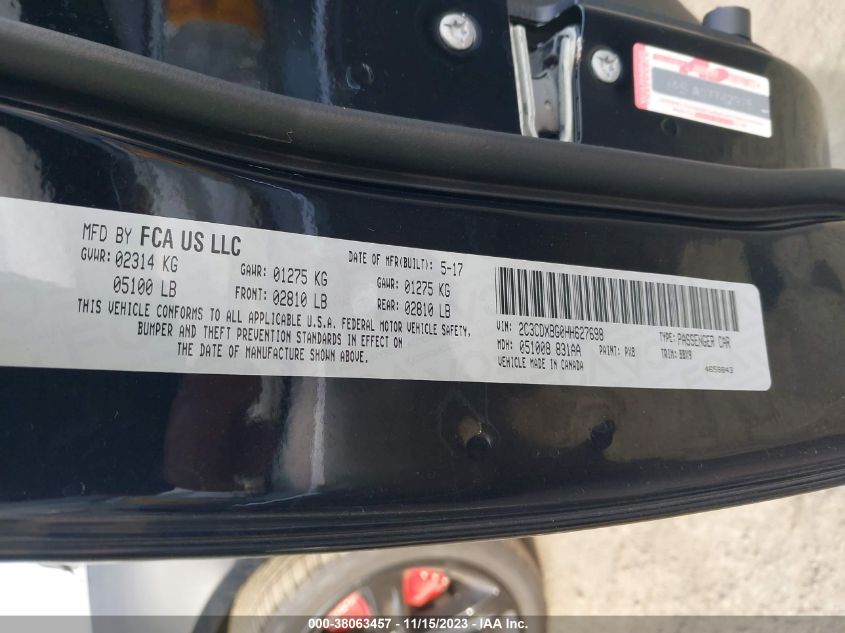 MFD BY FCA US LLC
DATE OF MFR(BUILT): 5-17
GVWR: 02314 KG
GAWR: 01275 KG
GAWR: 01275 KG
05100 LB
FRONT: 02810 LB
REAR: 02810 LB
THIS VEHICLE CONFORMS TO ALL APPLICABLE U.S.A. FEDERAL MOTOR VEHICLE SAFETY,
BUMPER AND THEFT PREVENTION STANDARDS IN EFFECT ON
THE DATE OF MANUFACTURE SHOWN ABOVE.
VIN: 2C3CDXBG0HH627698
TYPE: PASSENGER CAR
MDH: 051008 831AA
PAINT: PX8
TRIM: BBX9
VEHICLE MADE IN CANADA
4658843
000-38063457 - 11/15/2023 - IAA Inc.